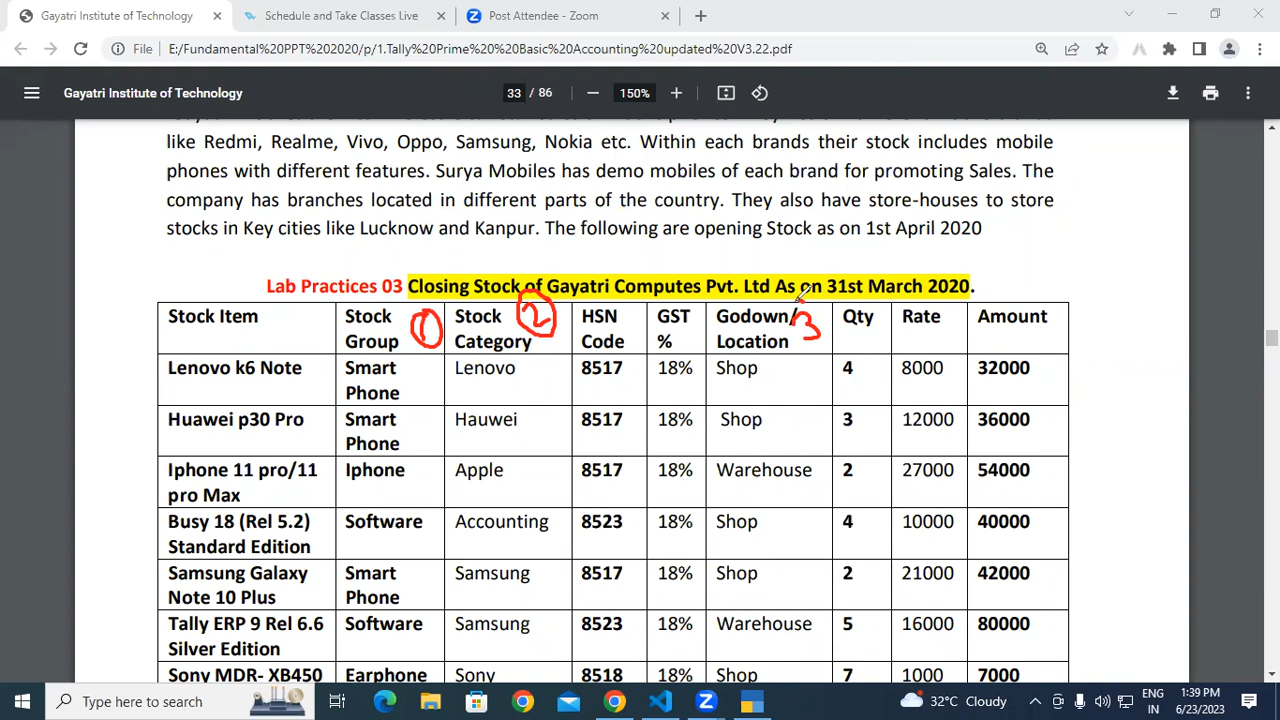 Gayatri Institute of Technology
Schedule and Take Classes Live
Post Attendee - Zoom
File
E:/Fundamental%20PPT%202020/p/1.Tally%20Prime%20%20Basic%20Accounting%20updated%20V3.22.pdf
Gayatri Institute of Technology
33 / 86
150%
like Redmi, Realme, Vivo, Oppo, Samsung, Nokia etc. Within each brands their stock includes mobile
phones with different features. Surya Mobiles has demo mobiles of each brand for promoting Sales. The
company has branches located in different parts of the country. They also have store-houses to store
stocks in Key cities like Lucknow and Kanpur. The following are opening Stock as on 1st April 2020
Lab Practices 03 Closing Stock of Gayatri Computes Pvt. Ltd As on 31st March 2020.
Stock Item Stock Group 1 Stock Category 2 HSN Code GST % Godown/ Location 3 Qty Rate Amount
Lenovo k6 Note Smart Phone Lenovo 8517 18% Shop 4 8000 32000
Huawei p30 Pro Smart Phone Hauwei 8517 18% Shop 3 12000 36000
Iphone 11 pro/11 pro Max Iphone Apple 8517 18% Warehouse 2 27000 54000
Busy 18 (Rel 5.2) Standard Edition Software Accounting 8523 18% Shop 4 10000 40000
Samsung Galaxy Note 10 Plus Smart Phone Samsung 8517 18% Shop 2 21000 42000
Tally ERP 9 Rel 6.6 Silver Edition Software Samsung 8523 18% Warehouse 5 16000 80000
Sony MDR- XB450 Earphone Sony 8518 18% Shop 7 1000 7000
Type here to search
32°C Cloudy
ENG
IN
1:39 PM
6/23/2023